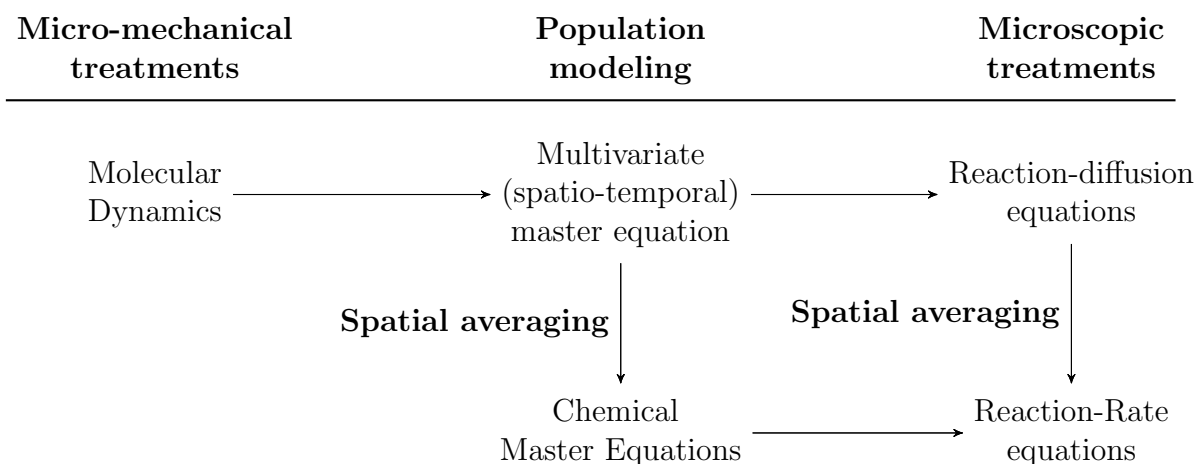 Micro-mechanical
treatments
Population
modeling
Microscopic
treatments
Molecular
Dynamics
Multivariate
(spatio-temporal)
master equation
Reaction-diffusion
equations
Spatial averaging
Spatial averaging
Chemical
Master Equations
Reaction-Rate
equations